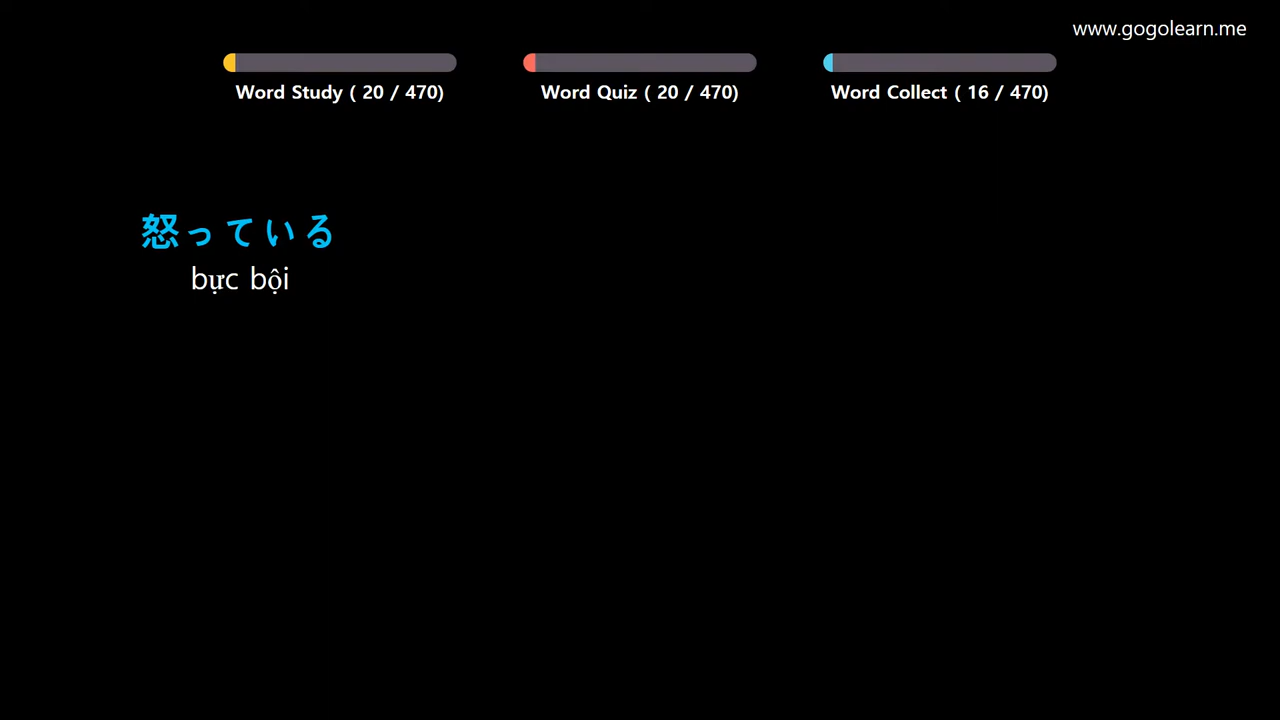 www.gogolearn.me
Word Study ( 20 / 470)
Word Quiz ( 20 / 470)
Word Collect ( 16 / 470)
怒っている
bực bội